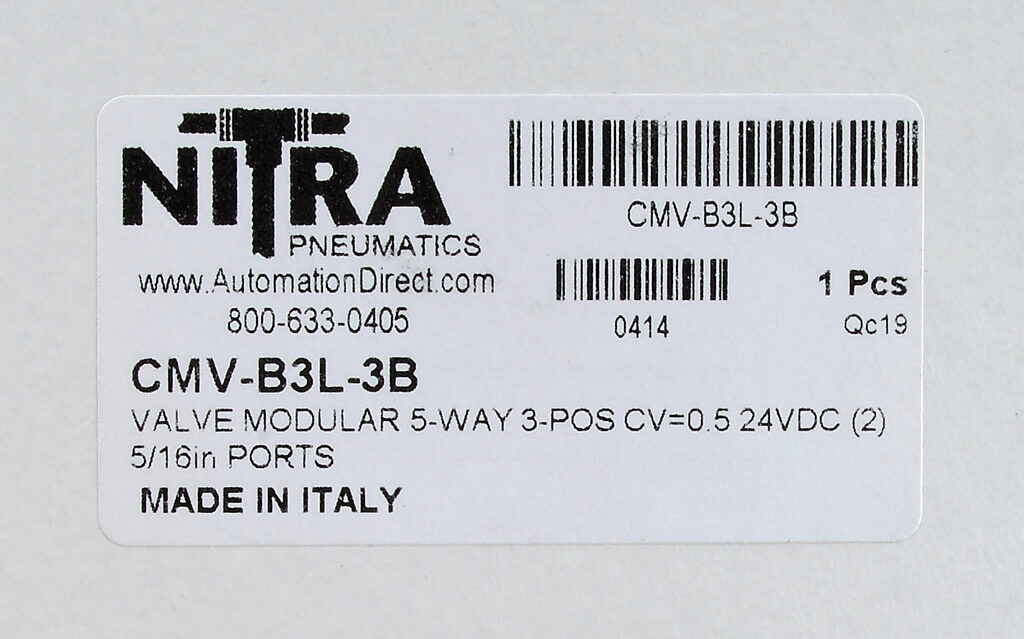 NITRA
PNEUMATICS
www.AutomationDirect.com
800-633-0405
CMV-B3L-3B
0414
1 Pcs
Qc19
CMV-B3L-3B
VALVE MODULAR 5-WAY 3-POS CV=0.5 24VDC (2)
5/16in PORTS
MADE IN ITALY